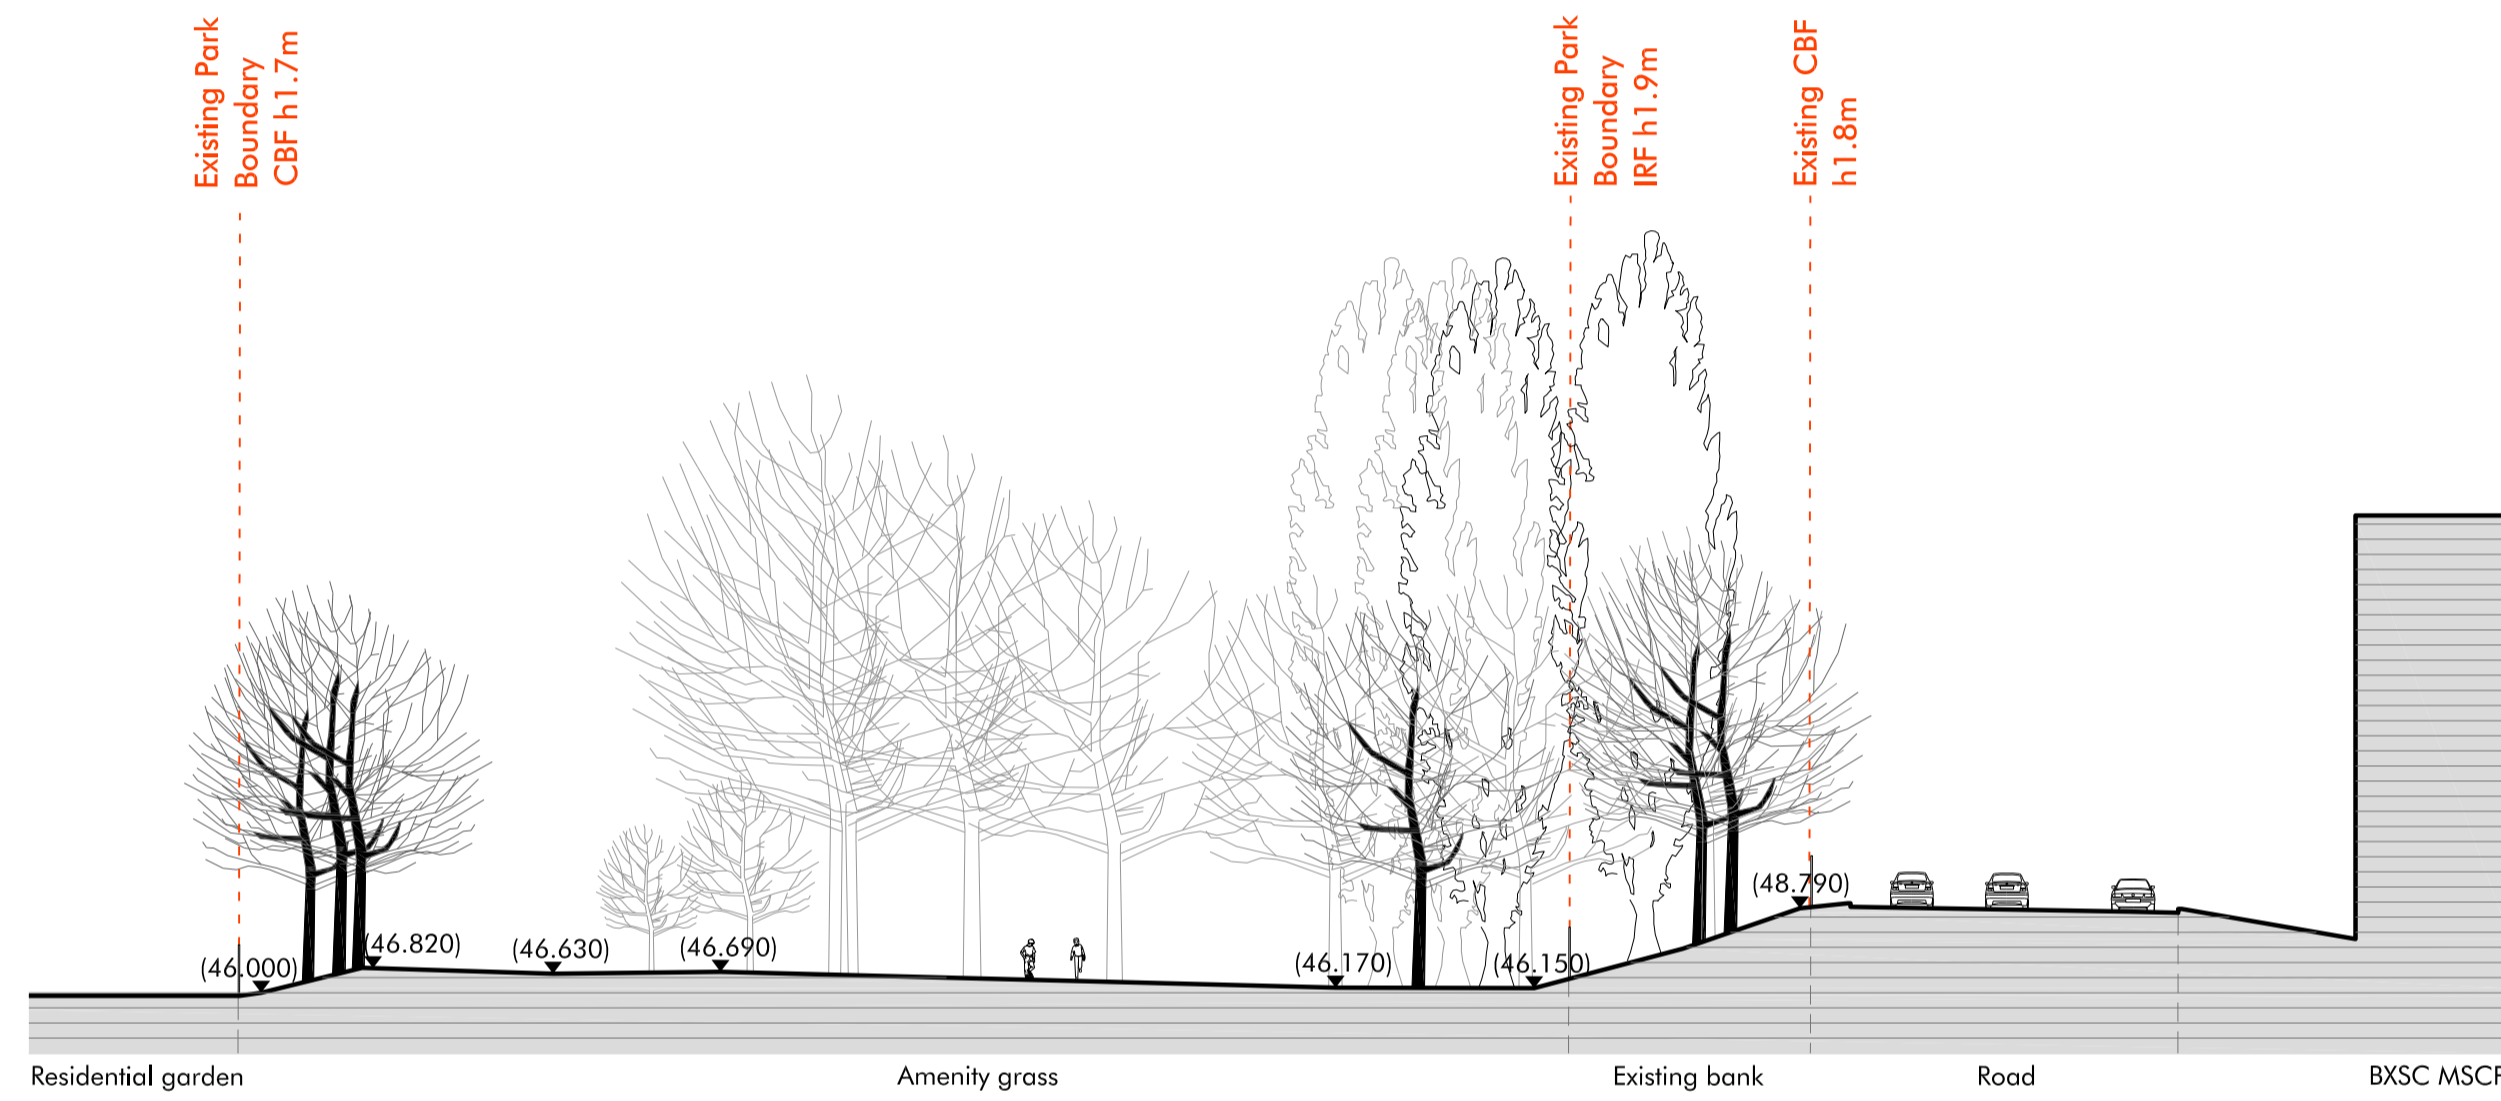 Existing Park
Boundary
CBF h1.7m
Existing Park
Boundary
IRF h1.9m
Existing CBF
h1.8m
(46.000)
(46.820)
(46.630)
(46.690)
(46.170)
(46.150)
(48.790)
Residential garden
Amenity grass
Existing bank
Road
BXSC MSCP